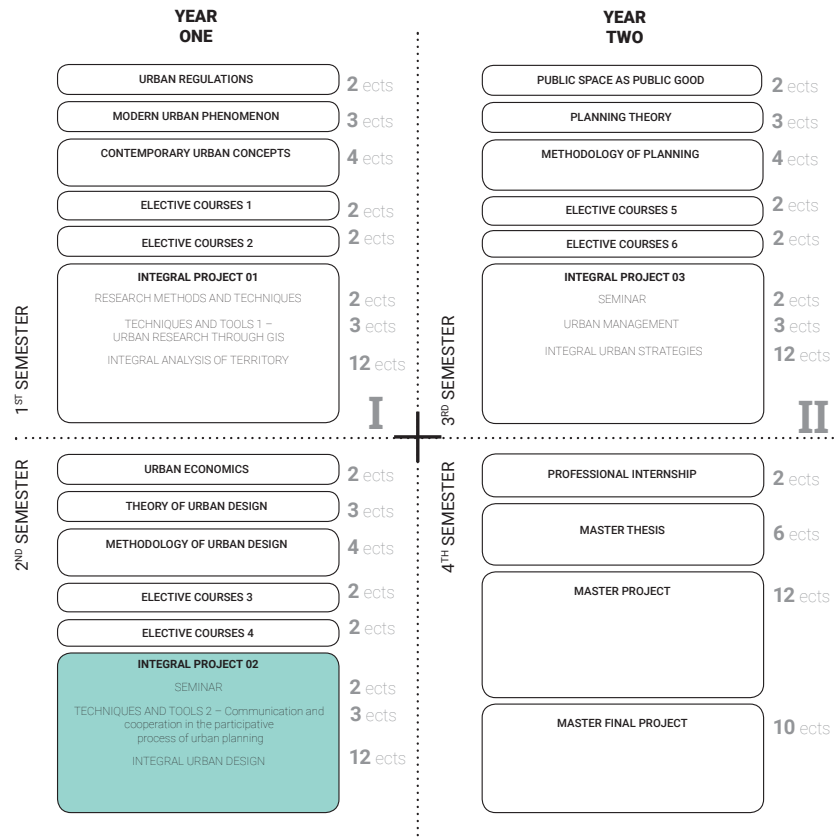 YEAR
ONE
URBAN REGULATIONS 2 ects
MODERN URBAN PHENOMENON 3 ects
CONTEMPORARY URBAN CONCEPTS 4 ects
ELECTIVE COURSES 1 2 ects
ELECTIVE COURSES 2 2 ects
INTEGRAL PROJECT 01
RESEARCH METHODS AND TECHNIQUES 2 ects
TECHNIQUES AND TOOLS 1 – 3 ects
URBAN RESEARCH THROUGH GIS
INTEGRAL ANALYSIS OF TERRITORY 12 ects
1ST SEMESTER
I
2ND SEMESTER
URBAN ECONOMICS 2 ects
THEORY OF URBAN DESIGN 3 ects
METHODOLOGY OF URBAN DESIGN 4 ects
ELECTIVE COURSES 3 2 ects
ELECTIVE COURSES 4 2 ects
INTEGRAL PROJECT 02
SEMINAR 2 ects
TECHNIQUES AND TOOLS 2 – Communication and 3 ects
cooperation in the participative
process of urban planning
INTEGRAL URBAN DESIGN 12 ects
YEAR
TWO
PUBLIC SPACE AS PUBLIC GOOD 2 ects
PLANNING THEORY 3 ects
METHODOLOGY OF PLANNING 4 ects
ELECTIVE COURSES 5 2 ects
ELECTIVE COURSES 6 2 ects
INTEGRAL PROJECT 03
SEMINAR 2 ects
URBAN MANAGEMENT 3 ects
INTEGRAL URBAN STRATEGIES 12 ects
3RD SEMESTER
II
4TH SEMESTER
PROFESSIONAL INTERNSHIP 2 ects
MASTER THESIS 6 ects
MASTER PROJECT 12 ects
MASTER FINAL PROJECT 10 ects